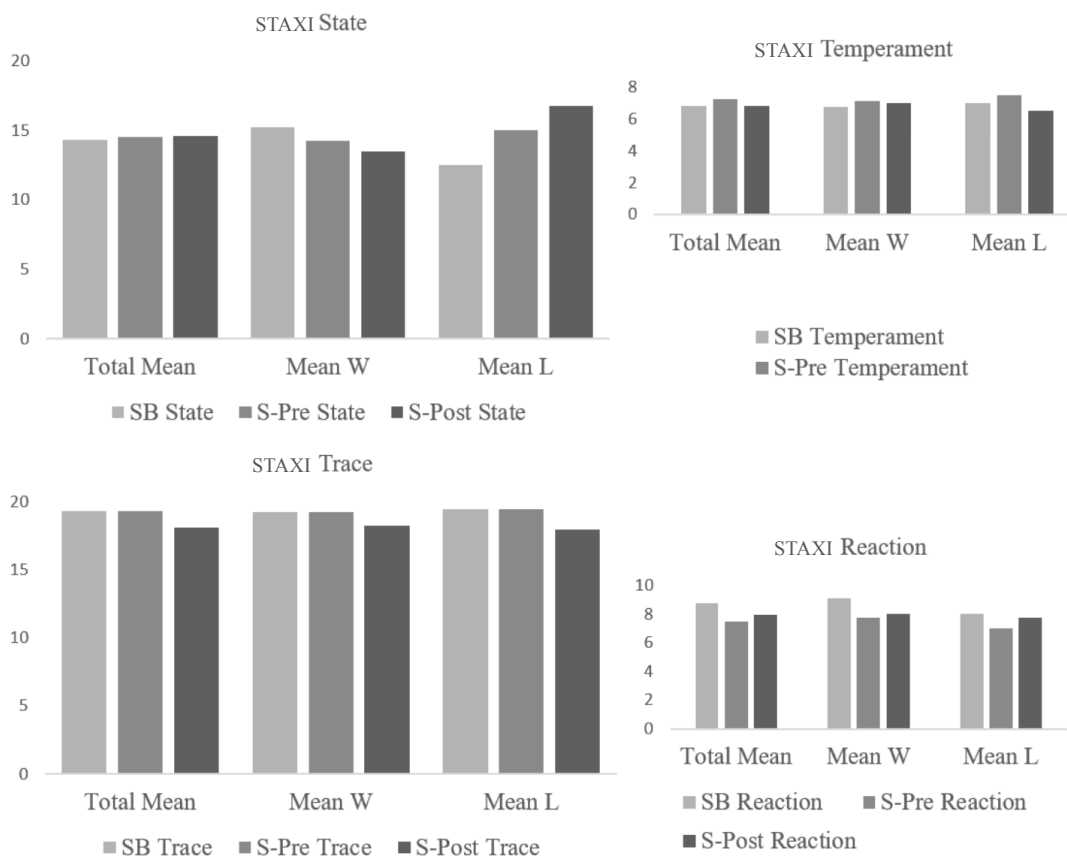 STAXI State
20
15
10
5
0
Total Mean Mean W Mean L
SB State S-Pre State S-Post State
STAXI Temperament
8
6
4
2
0
Total Mean Mean W Mean L
SB Temperament
S-Pre Temperament
STAXI Trace
20
15
10
5
0
Total Mean Mean W Mean L
SB Trace S-Pre Trace S-Post Trace
STAXI Reaction
10
8
6
4
2
0
Total Mean Mean W Mean L
SB Reaction S-Pre Reaction
S-Post Reaction